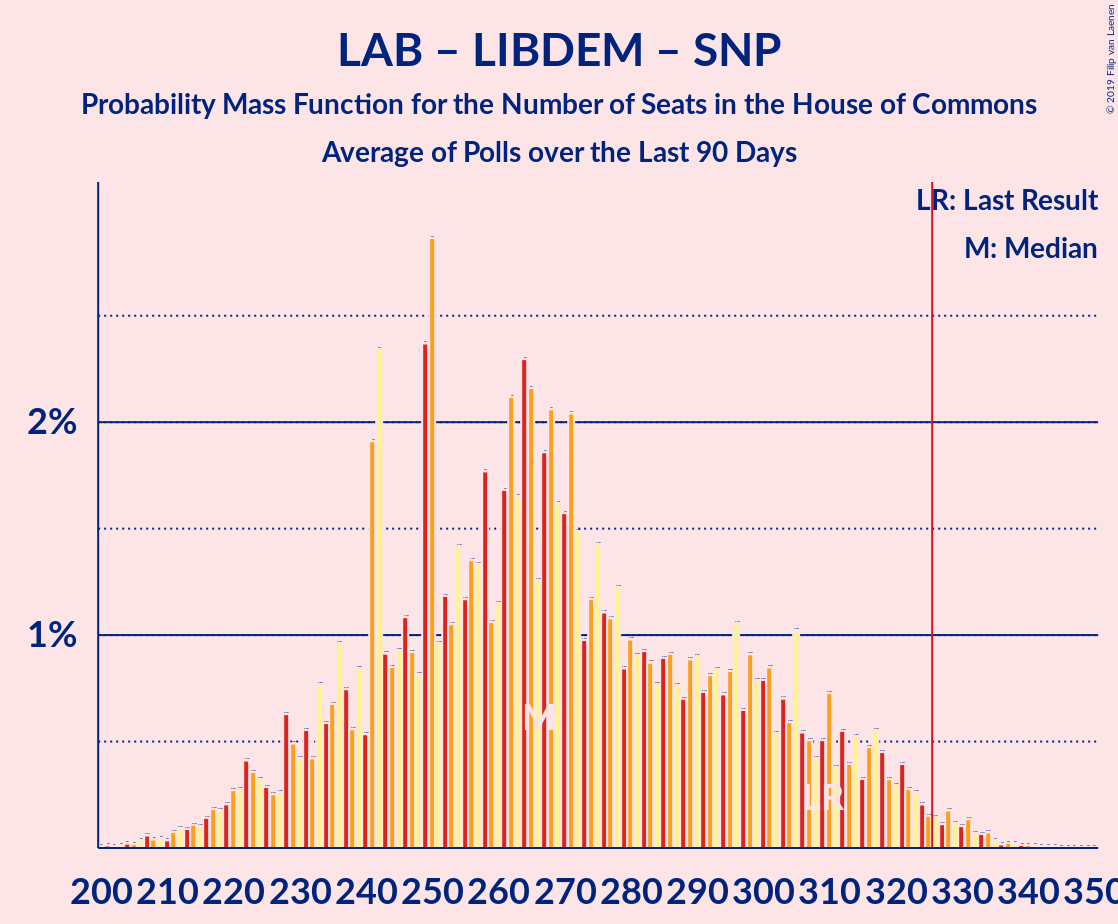 LAB – LIBDEM – SNP
Probability Mass Function for the Number of Seats in the House of Commons
Average of Polls over the Last 90 Days
© 2019 Filip van Laenen
LR: Last Result
M: Median
2%
1%
M
LR
200 210 220 230 240 250 260 270 280 290 300 310 320 330 340 350